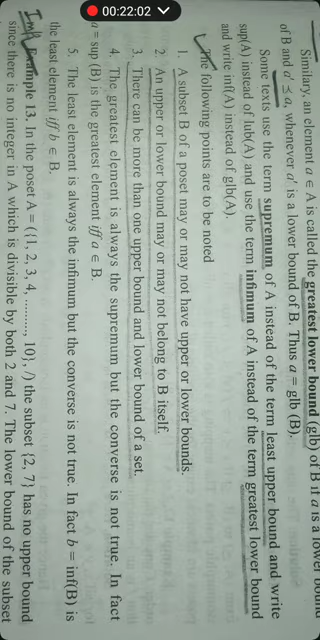 00:22:02
Similarly, an element a ∈ A is called the greatest lower bound (glb) of B if a is a lower bound
of B and a' ⪯ a, whenever a' is a lower bound of B. Thus a = glb (B).
Some texts use the term supremum of A instead of the term least upper bound and write
sup(A) instead of lub(A) and use the term infimum of A instead of the term greatest lower bound
and write inf(A) instead of glb(A).
The following points are to be noted
1. A subset B of a poset may or may not have upper or lower bounds.
2. An upper or lower bound may or may not belong to B itself.
3. There can be more than one upper bound and lower bound of a set.
4. The greatest element is always the supremum but the converse is not true. In fact
a = sup (B) is the greatest element iff a ∈ B.
5. The least element is always the infimum but the converse is not true. In fact b = inf(B) is
the least element iff b ∈ B.
Example 13. In the poset A = ({1, 2, 3, 4, ........, 10}, /) the subset {2, 7} has no upper bound
since there is no integer in A which is divisible by both 2 and 7. The lower bound of the subset